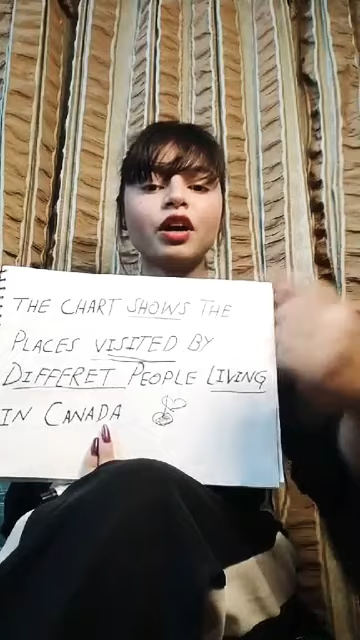 THE CHART SHOWS THE
PLACES VISITED BY
DIFFERET PEOPLE LIVING
IN CANADA